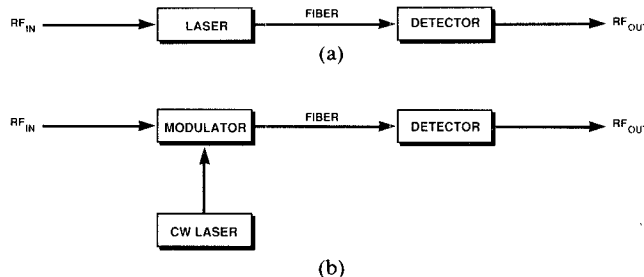 RF_IN LASER FIBER DETECTOR RF_OUT
(a)
RF_IN MODULATOR FIBER DETECTOR RF_OUT
CW LASER
(b)